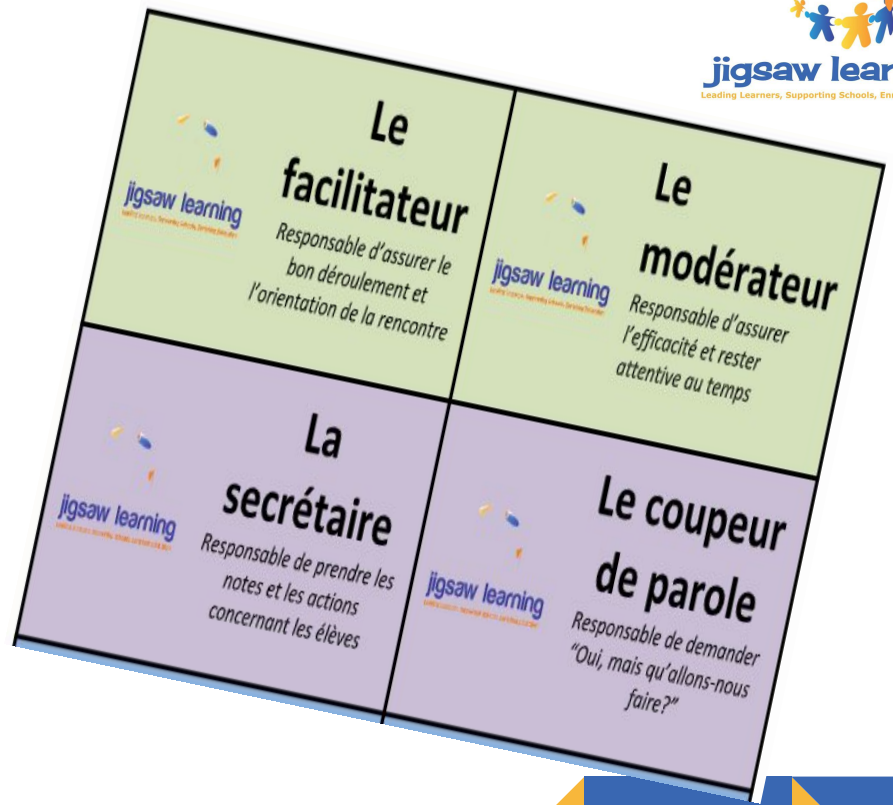 jigsaw lear
Leading Learners, Supporting Schools, En
Le
facilitateur
Responsable d'assurer le
bon déroulement et
l'orientation de la rencontre
jigsaw learning
Le
modérateur
Responsable d'assurer
l'efficacité et rester
attentive au temps
jigsaw learning
La
secrétaire
Responsable de prendre les
notes et les actions
concernant les élèves
jigsaw learning
Le coupeur
de parole
Responsable de demander
"Oui, mais qu'allons-nous
faire?"
jigsaw learning